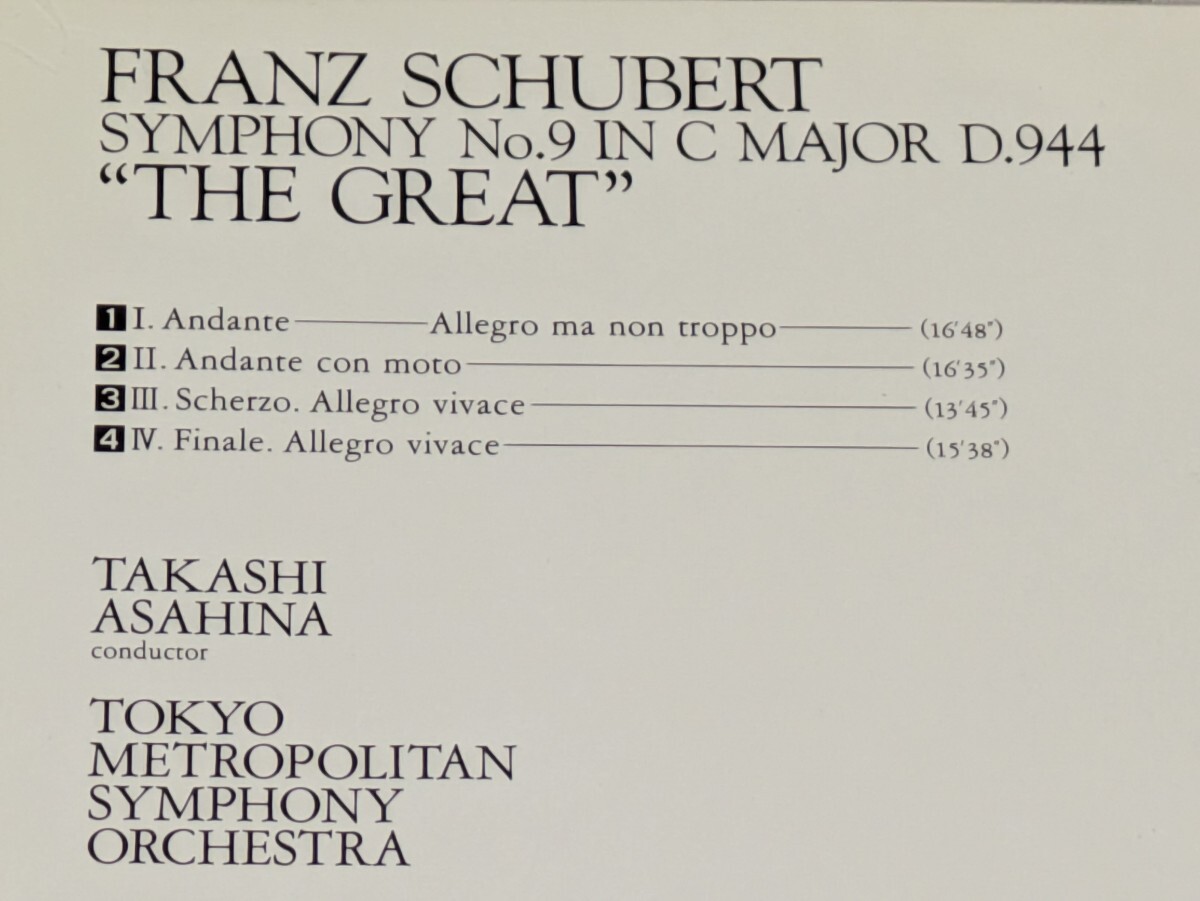 FRANZ SCHUBERT
SYMPHONY No.9 IN C MAJOR D.944
“THE GREAT”
1 I. Andante———Allegro ma non troppo———(16'48")
2 II. Andante con moto———(16'35")
3 III. Scherzo. Allegro vivace———(13'45")
4 IV. Finale. Allegro vivace———(15'38")
TAKASHI
ASAHINA
conductor
TOKYO
METROPOLITAN
SYMPHONY
ORCHESTRA